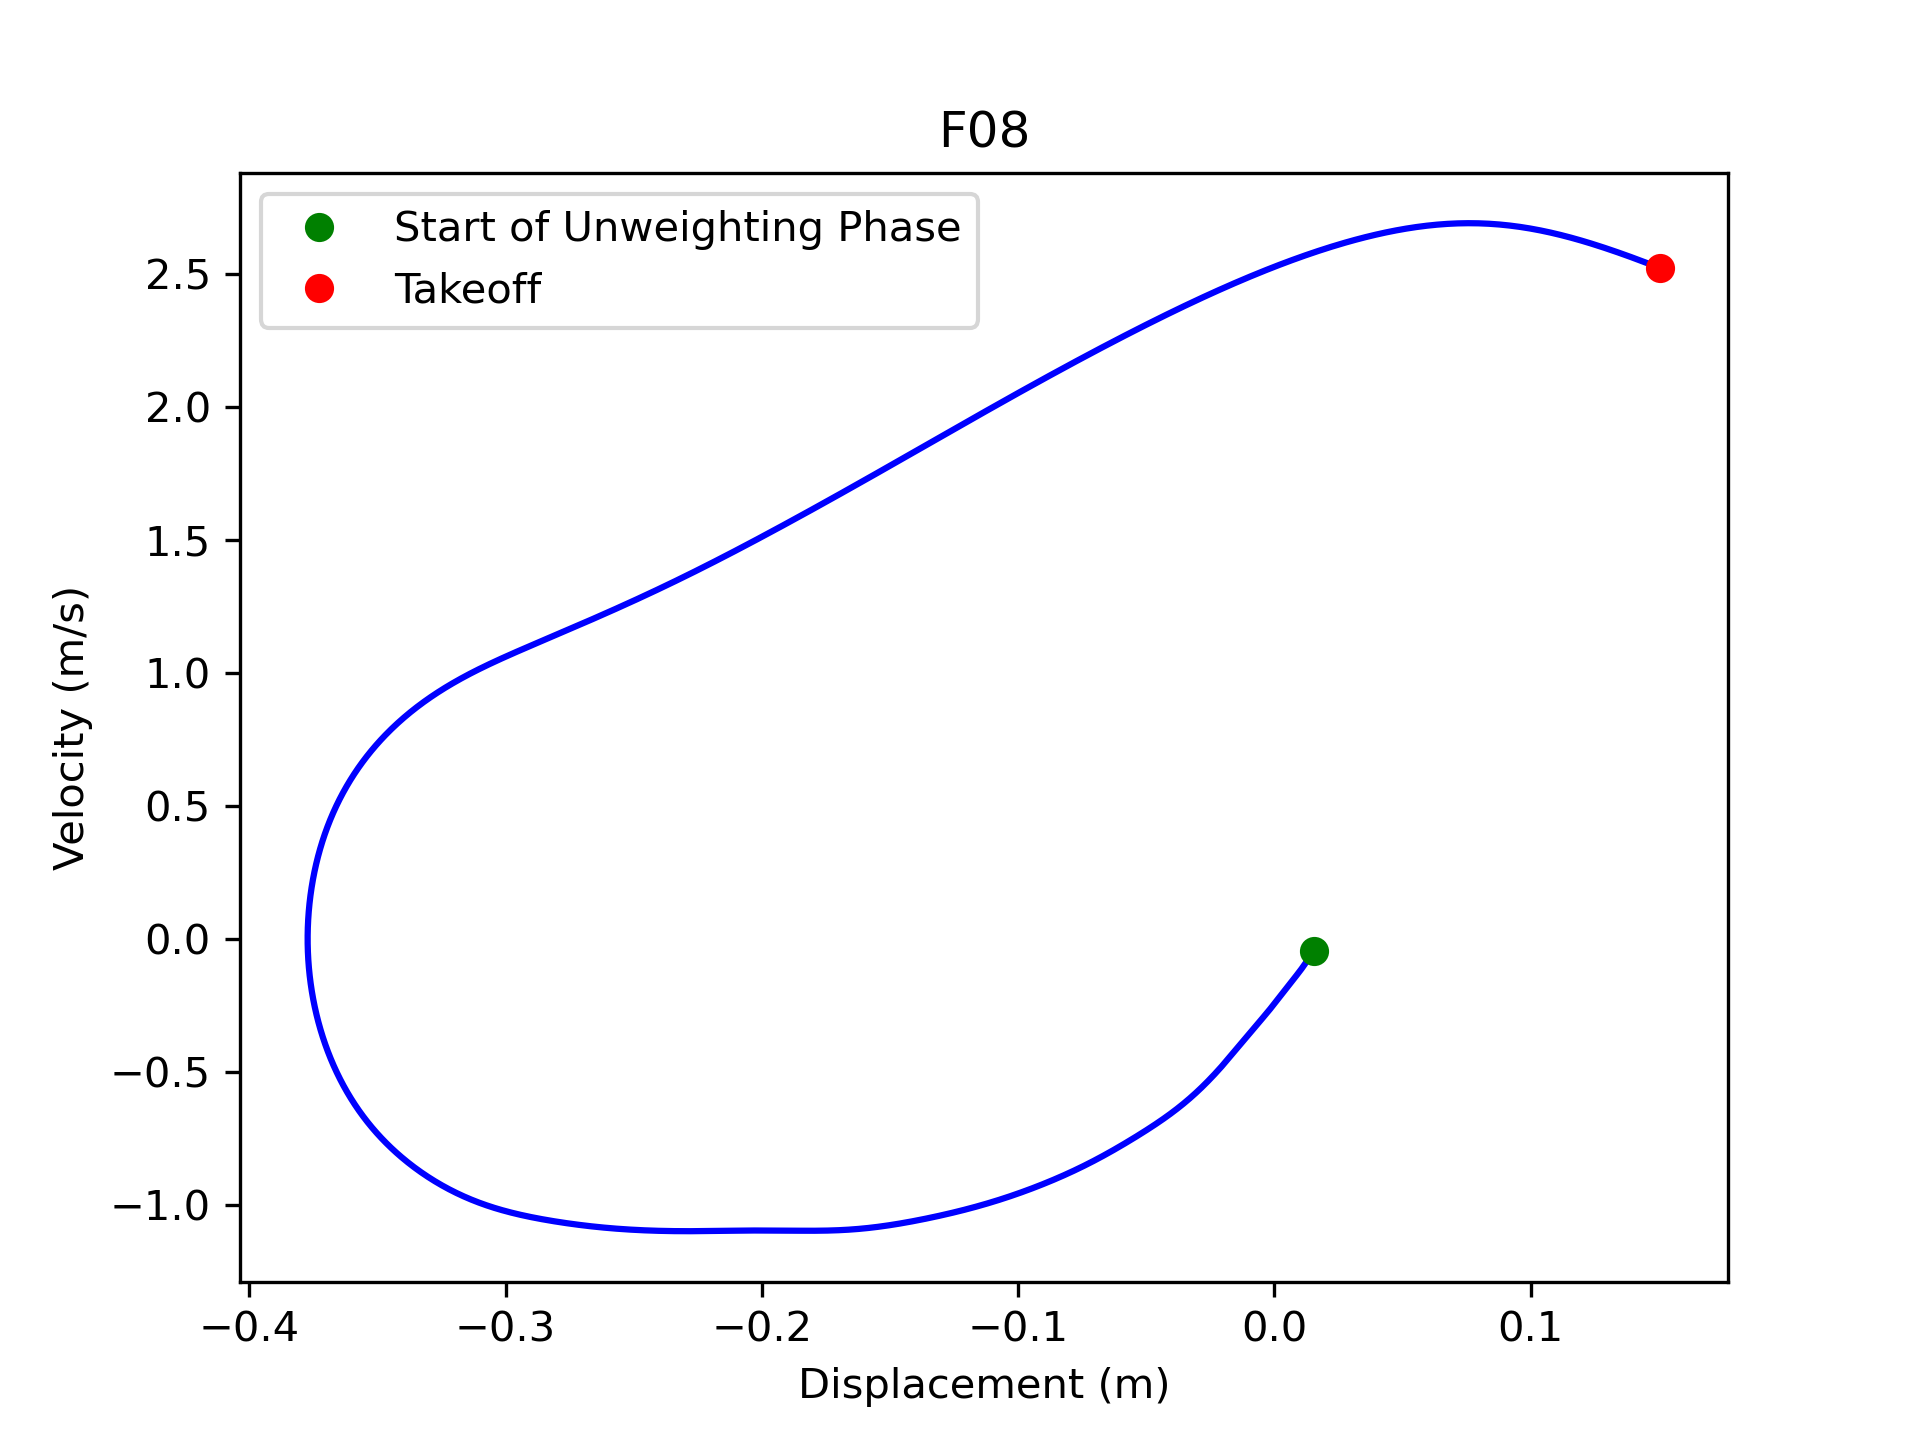 F08
Start of Unweighting Phase
Takeoff
Velocity (m/s)
2.5
2.0
1.5
1.0
0.5
0.0
−0.5
−1.0
−0.4 −0.3 −0.2 −0.1 0.0 0.1
Displacement (m)